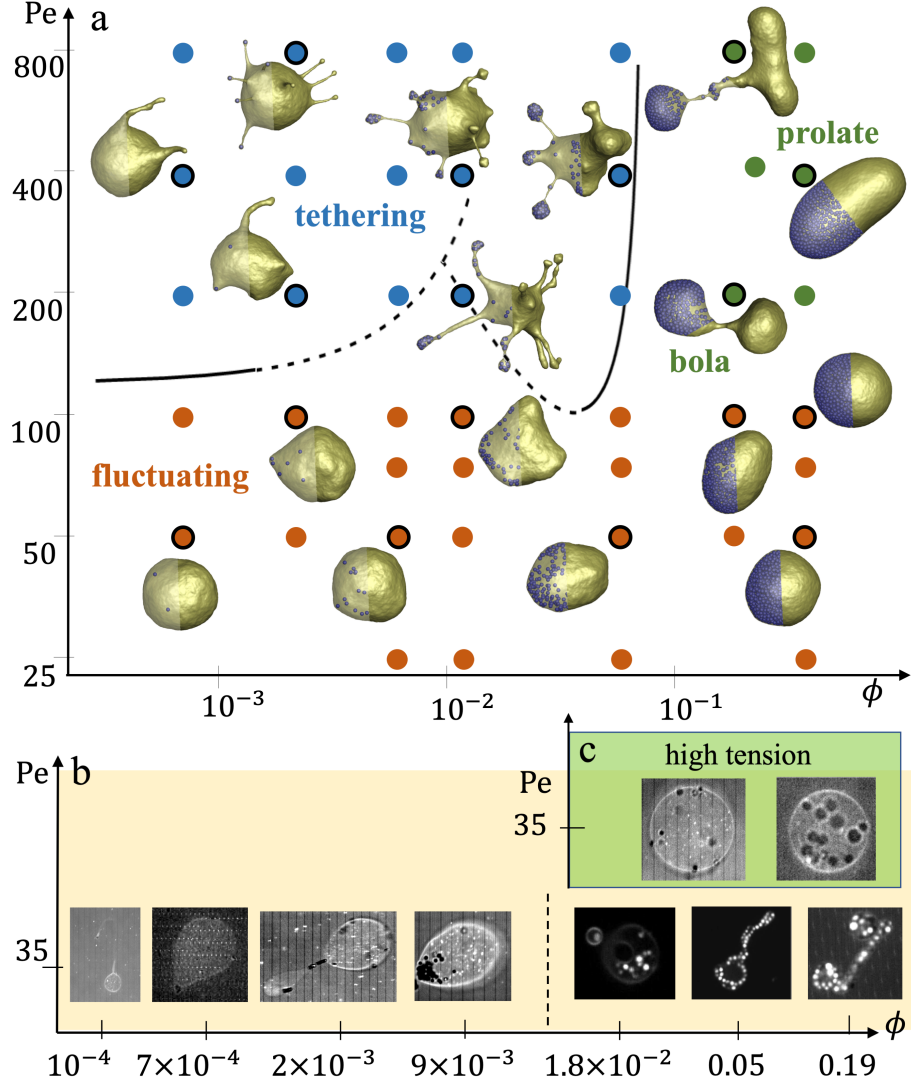 Pe
a
800
400
200
100
50
25
prolate
tethering
bola
fluctuating
10⁻³
10⁻²
10⁻¹
ϕ
Pe
b
35
c
high tension
Pe
35
10⁻⁴
7×10⁻⁴
2×10⁻³
9×10⁻³
1.8×10⁻²
0.05
0.19
ϕ